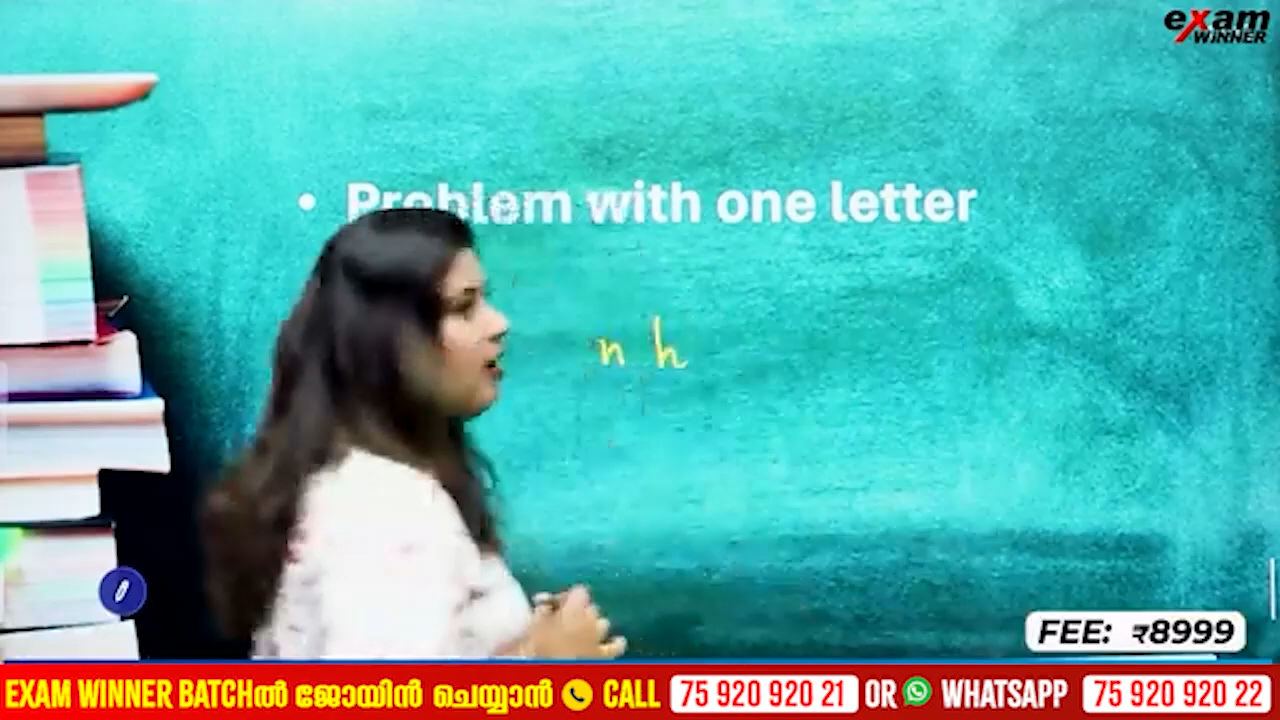 exam
WINNER
• Problem with one letter
n h
FEE: ₹8999
EXAM WINNER BATCHൽ ജോയിൻ ചെയ്യാൻ CALL 75 920 920 21 OR WHATSAPP 75 920 920 22